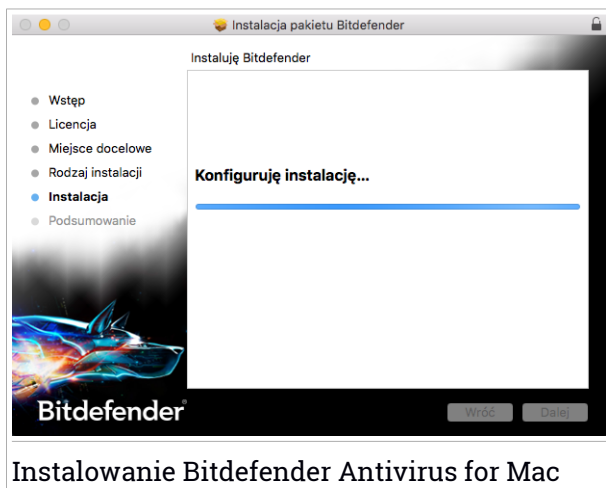 Instalacja pakietu Bitdefender
Instaluję Bitdefender
Wstęp
Licencja
Miejsce docelowe
Rodzaj instalacji
Instalacja
Podsumowanie
Konfiguruję instalację...
Bitdefender®
Wróć
Dalej
Instalowanie Bitdefender Antivirus for Mac